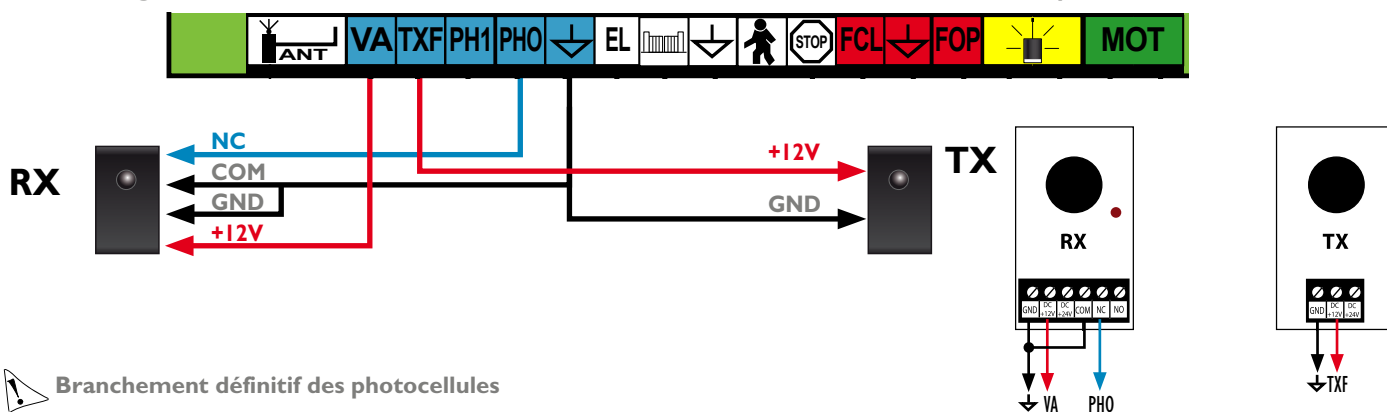 ANT VA TXF PH1 PH0 EL STOP FCL FOP MOT
NC
COM
GND
+12V
RX
+12V
GND
TX
RX
GND DC +12V DC +24V COM NC NO
VA PH0
TX
GND DC +12V DC +24V
TXF
Branchement définitif des photocellules